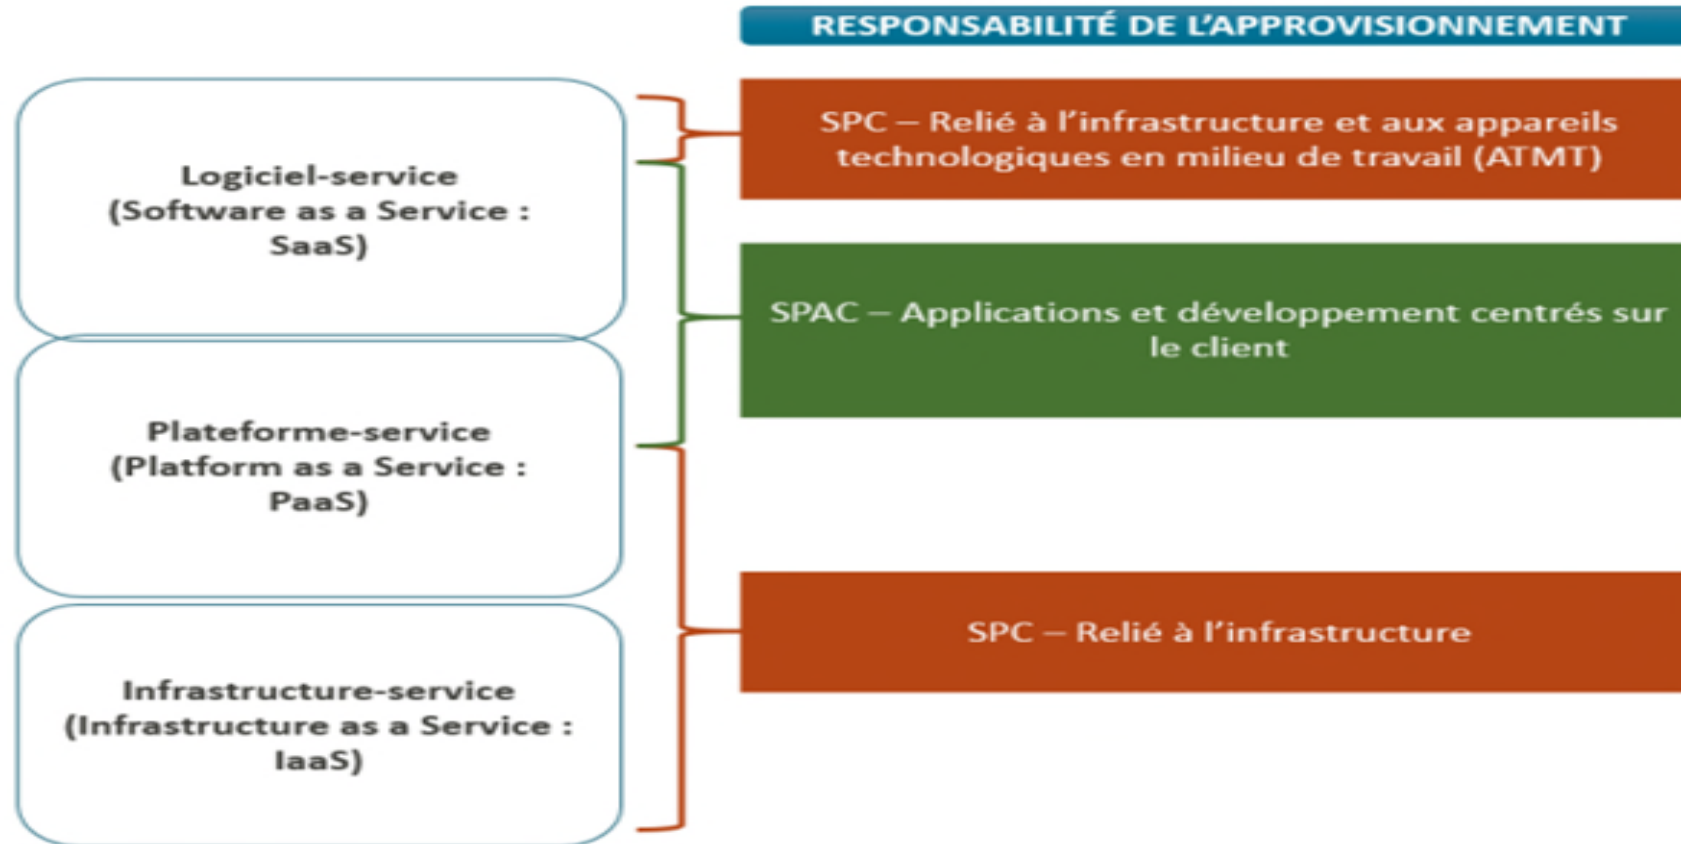 RESPONSABILITÉ DE L’APPROVISIONNEMENT
Logiciel-service
(Software as a Service :
SaaS)
SPC – Relié à l’infrastructure et aux appareils
technologiques en milieu de travail (ATMT)
SPAC – Applications et développement centrés sur
le client
Plateforme-service
(Platform as a Service :
PaaS)
Infrastructure-service
(Infrastructure as a Service :
IaaS)
SPC – Relié à l’infrastructure